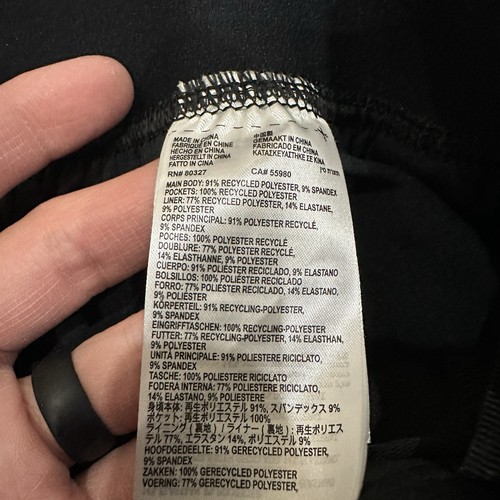 MADE IN CHINA
FABRIQUÉ EN CHINE
HECHO EN CHINA
HERGESTELLT IN CHINA
FATTO IN CINA
中国製
GEMAAKT IN CHINA
FABRICADO EM CHINA
ΚΑΤΑΣΚΕΥΑΣΤΗΚΕ ΣΕ ΚΙΝΑ
RN# 80327
CA# 55980
MAIN BODY: 91% RECYCLED POLYESTER, 9% SPANDEX
POCKETS: 100% RECYCLED POLYESTER
LINER: 77% RECYCLED POLYESTER, 14% ELASTANE,
9% POLYESTER
CORPS PRINCIPAL: 91% POLYESTER RECYCLÉ,
9% SPANDEX
POCHES: 100% POLYESTER RECYCLÉ
DOUBLURE: 77% POLYESTER RECYCLÉ,
14% ELASTHANNE, 9% POLYESTER
CUERPO: 91% POLIÉSTER RECICLADO, 9% ELASTANO
BOLSILLOS: 100% POLIÉSTER RECICLADO
FORRO: 77% POLIÉSTER RECICLADO, 14% ELASTANO,
9% POLIÉSTER
KÖRPERTEIL: 91% RECYCLING-POLYESTER,
9% SPANDEX
EINGRIFFTASCHEN: 100% RECYCLING-POLYESTER
FUTTER: 77% RECYCLING-POLYESTER, 14% ELASTHAN,
9% POLYESTER
UNITÀ PRINCIPALE: 91% POLIESTERE RICICLATO,
9% SPANDEX
TASCHE: 100% POLIESTERE RICICLATO
FODERA INTERNA: 77% POLIESTERE RICICLATO,
14% ELASTANO, 9% POLIESTERE
身頃本体: 再生ポリエステル 91%, スパンデックス 9%
ポケット: 再生ポリエステル 100%
ライニング ( 裏地 ) / ライナー ( 裏地 ) : 再生ポリエス
テル 77%, エラスタン 14%, ポリエステル 9%
HOOFDGEDEELTE: 91% GERECYCLED POLYESTER,
9% SPANDEX
ZAKKEN: 100% GERECYCLED POLYESTER
VOERING: 77% GERECYCLED POLYESTER,